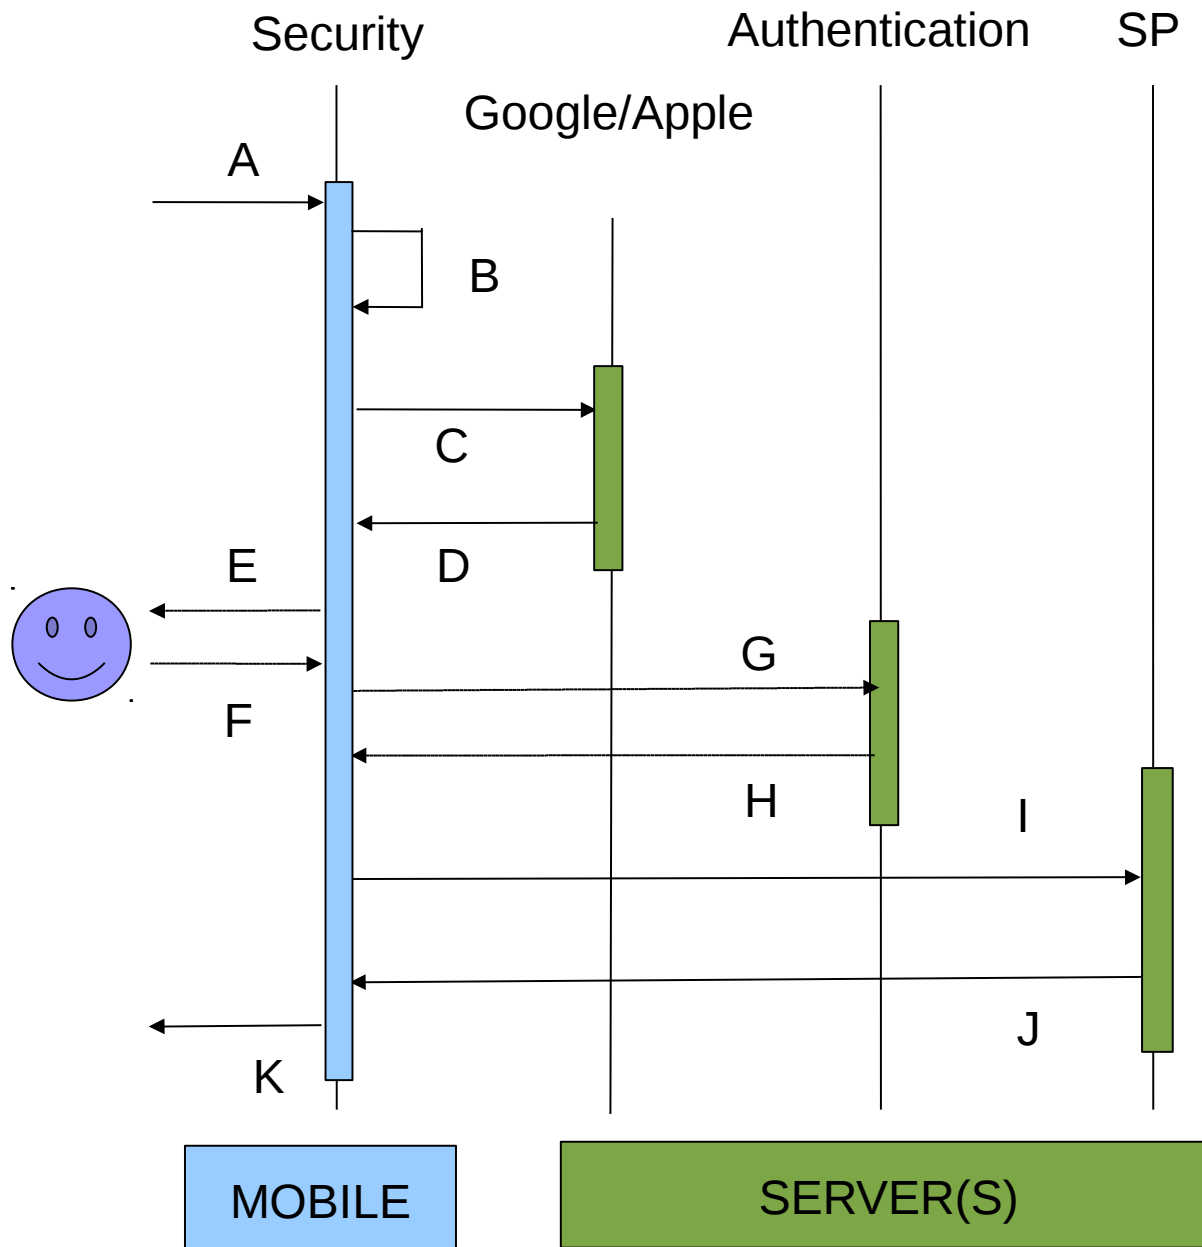 Security
Authentication
SP
Google/Apple
A
B
C
D
E
F
G
H
I
J
K
MOBILE
SERVER(S)